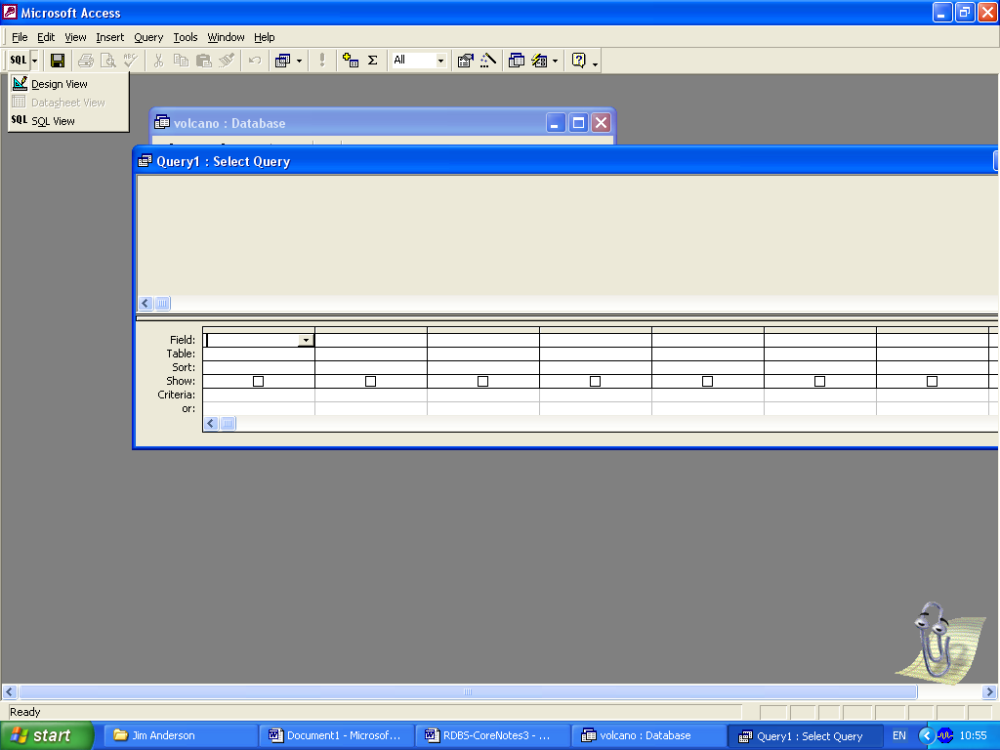 Microsoft Access
File Edit View Insert Query Tools Window Help
SQL ABC Σ All
Design View
Datasheet View
SQL SQL View
volcano : Database
Query1 : Select Query
Field:
Table:
Sort:
Show:
Criteria:
or:
Ready
start Jim Anderson Document1 - Microsof... RDBS-CoreNotes3 - ... volcano : Database Query1 : Select Query EN 10:55